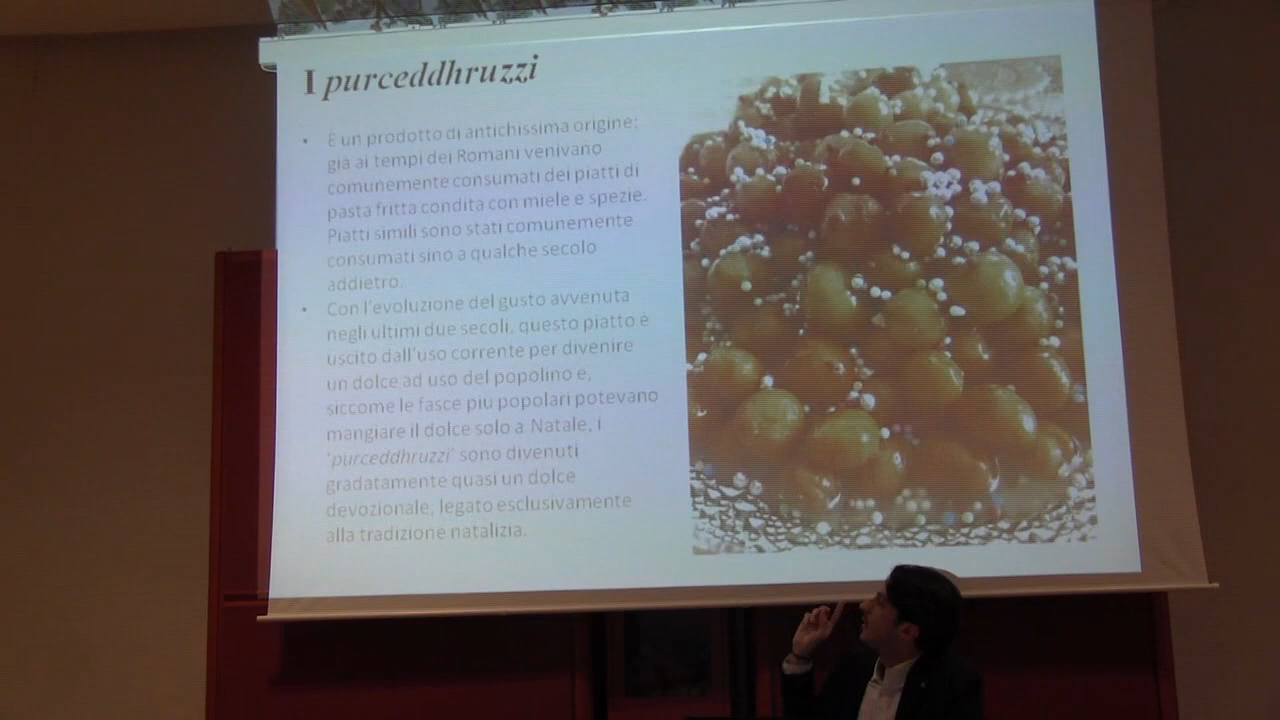 I purceddhruzzi
• È un prodotto di antichissima origine;
già ai tempi dei Romani venivano
comunemente consumati dei piatti di
pasta fritta condita con miele e spezie.
Piatti simili sono stati comunemente
consumati sino a qualche secolo
addietro.
• Con l'evoluzione del gusto avvenuta
negli ultimi due secoli, questo piatto è
uscito dall'uso corrente per divenire
un dolce ad uso del popolino e,
siccome le fasce più popolari potevano
mangiare il dolce solo a Natale, i
'purceddhruzzi' sono divenuti
gradatamente quasi un dolce
devozionale, legato esclusivamente
alla tradizione natalizia.